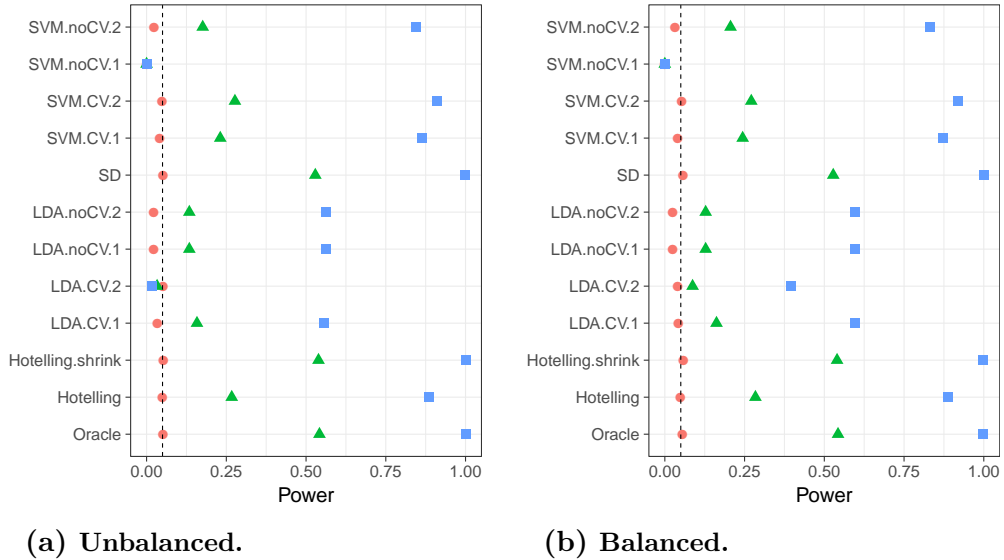 SVM.noCV.2
SVM.noCV.1
SVM.CV.2
SVM.CV.1
SD
LDA.noCV.2
LDA.noCV.1
LDA.CV.2
LDA.CV.1
Hotelling.shrink
Hotelling
Oracle
0.00 0.25 0.50 0.75 1.00
Power
(a) Unbalanced.
SVM.noCV.2
SVM.noCV.1
SVM.CV.2
SVM.CV.1
SD
LDA.noCV.2
LDA.noCV.1
LDA.CV.2
LDA.CV.1
Hotelling.shrink
Hotelling
Oracle
0.00 0.25 0.50 0.75 1.00
Power
(b) Balanced.